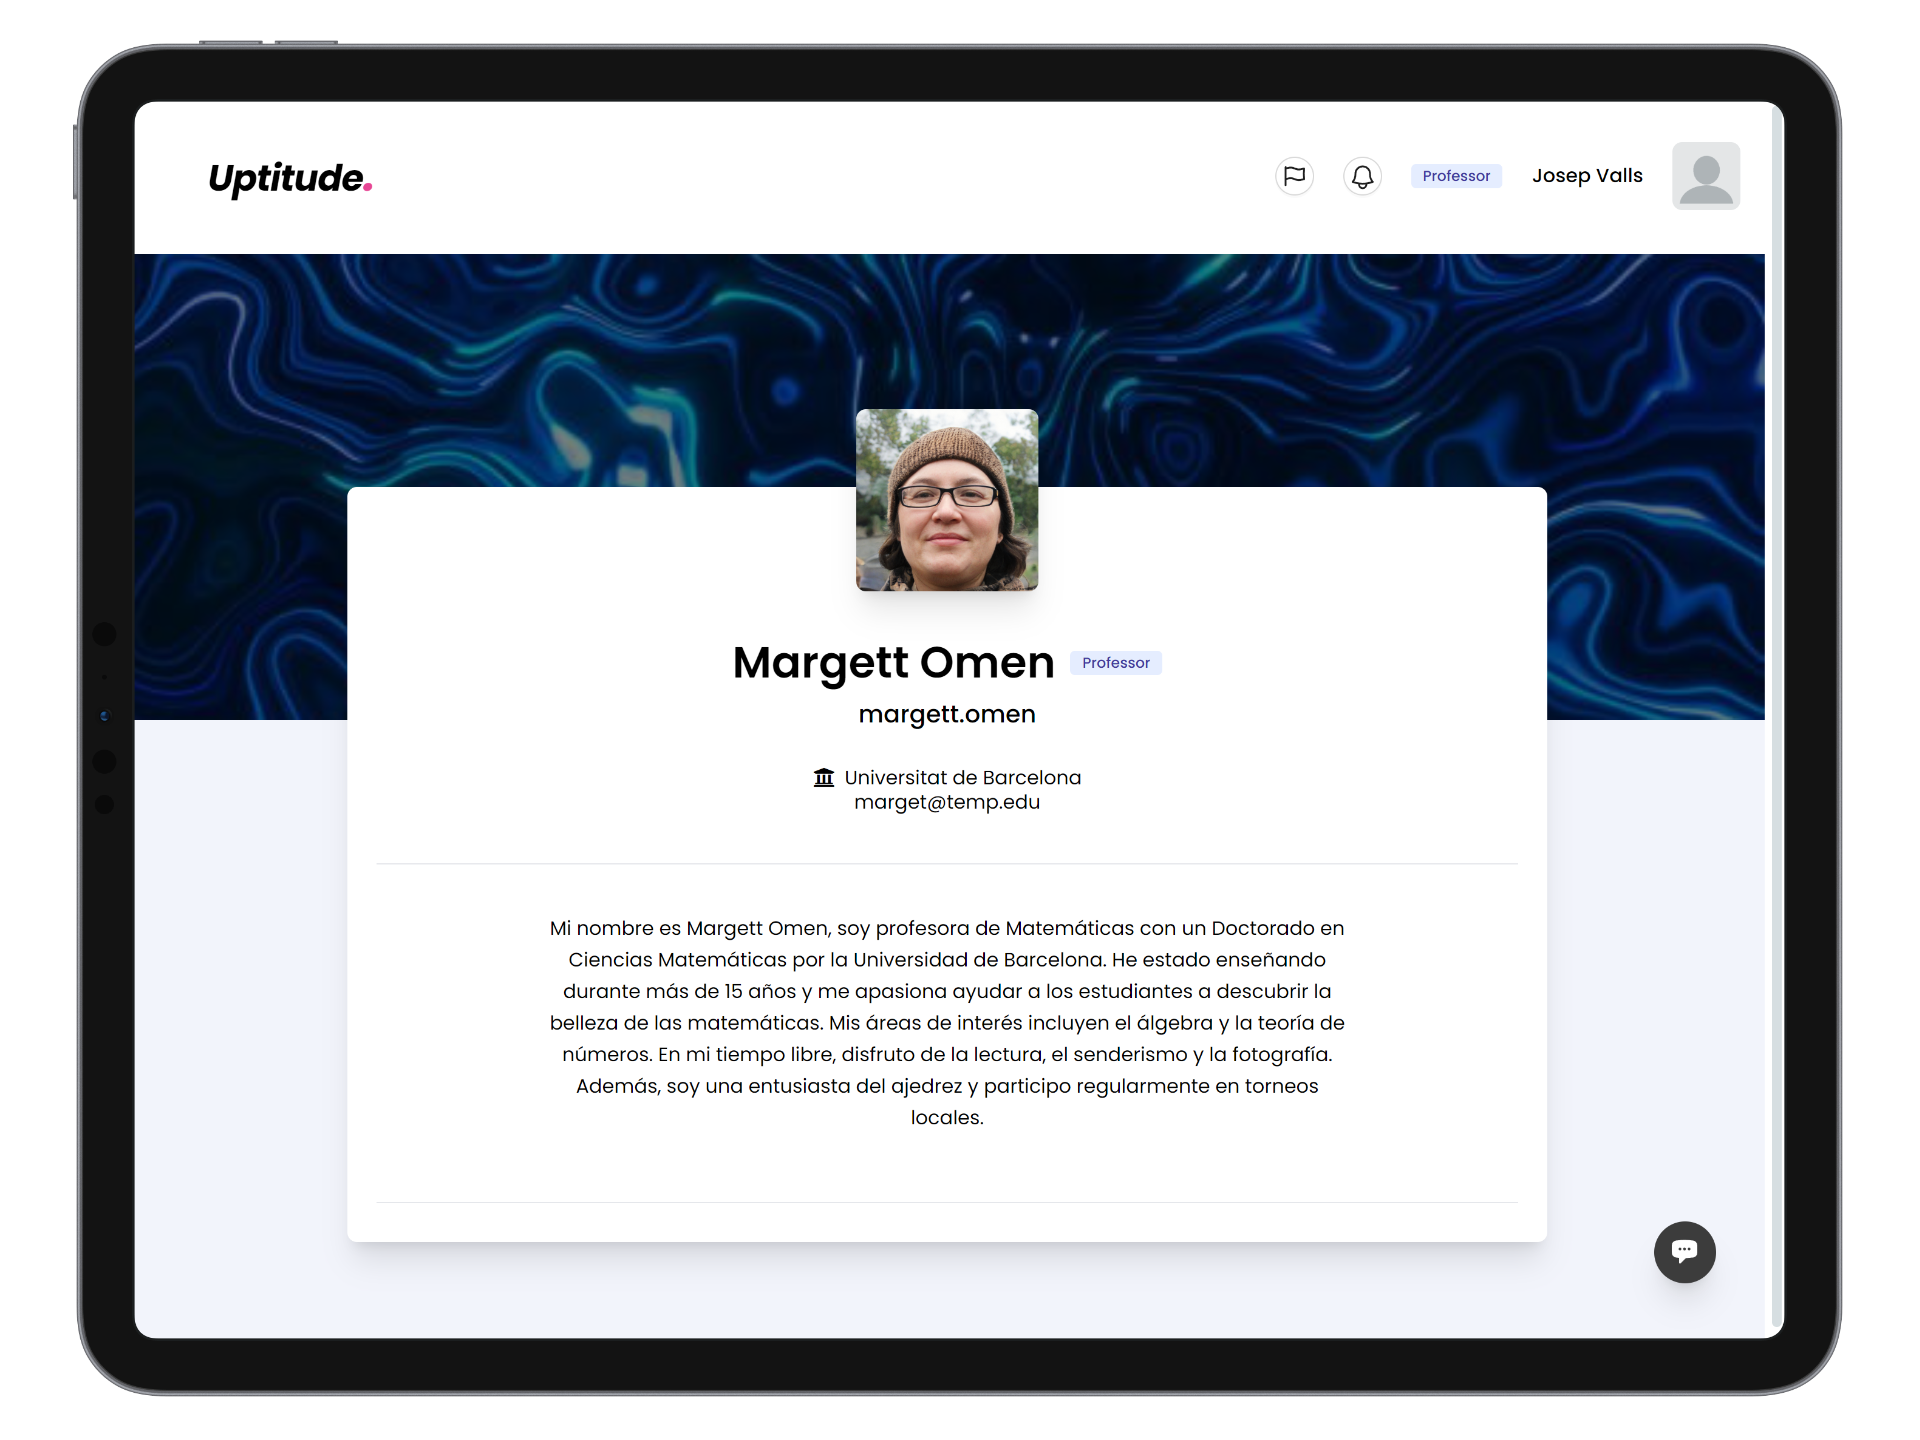 Uptitude.
Professor
Josep Valls
Margett Omen Professor
margett.omen
Universitat de Barcelona
marget@temp.edu
Mi nombre es Margett Omen, soy profesora de Matemáticas con un Doctorado en
Ciencias Matemáticas por la Universidad de Barcelona. He estado enseñando
durante más de 15 años y me apasiona ayudar a los estudiantes a descubrir la
belleza de las matemáticas. Mis áreas de interés incluyen el álgebra y la teoría de
números. En mi tiempo libre, disfruto de la lectura, el senderismo y la fotografía.
Además, soy una entusiasta del ajedrez y participo regularmente en torneos
locales.